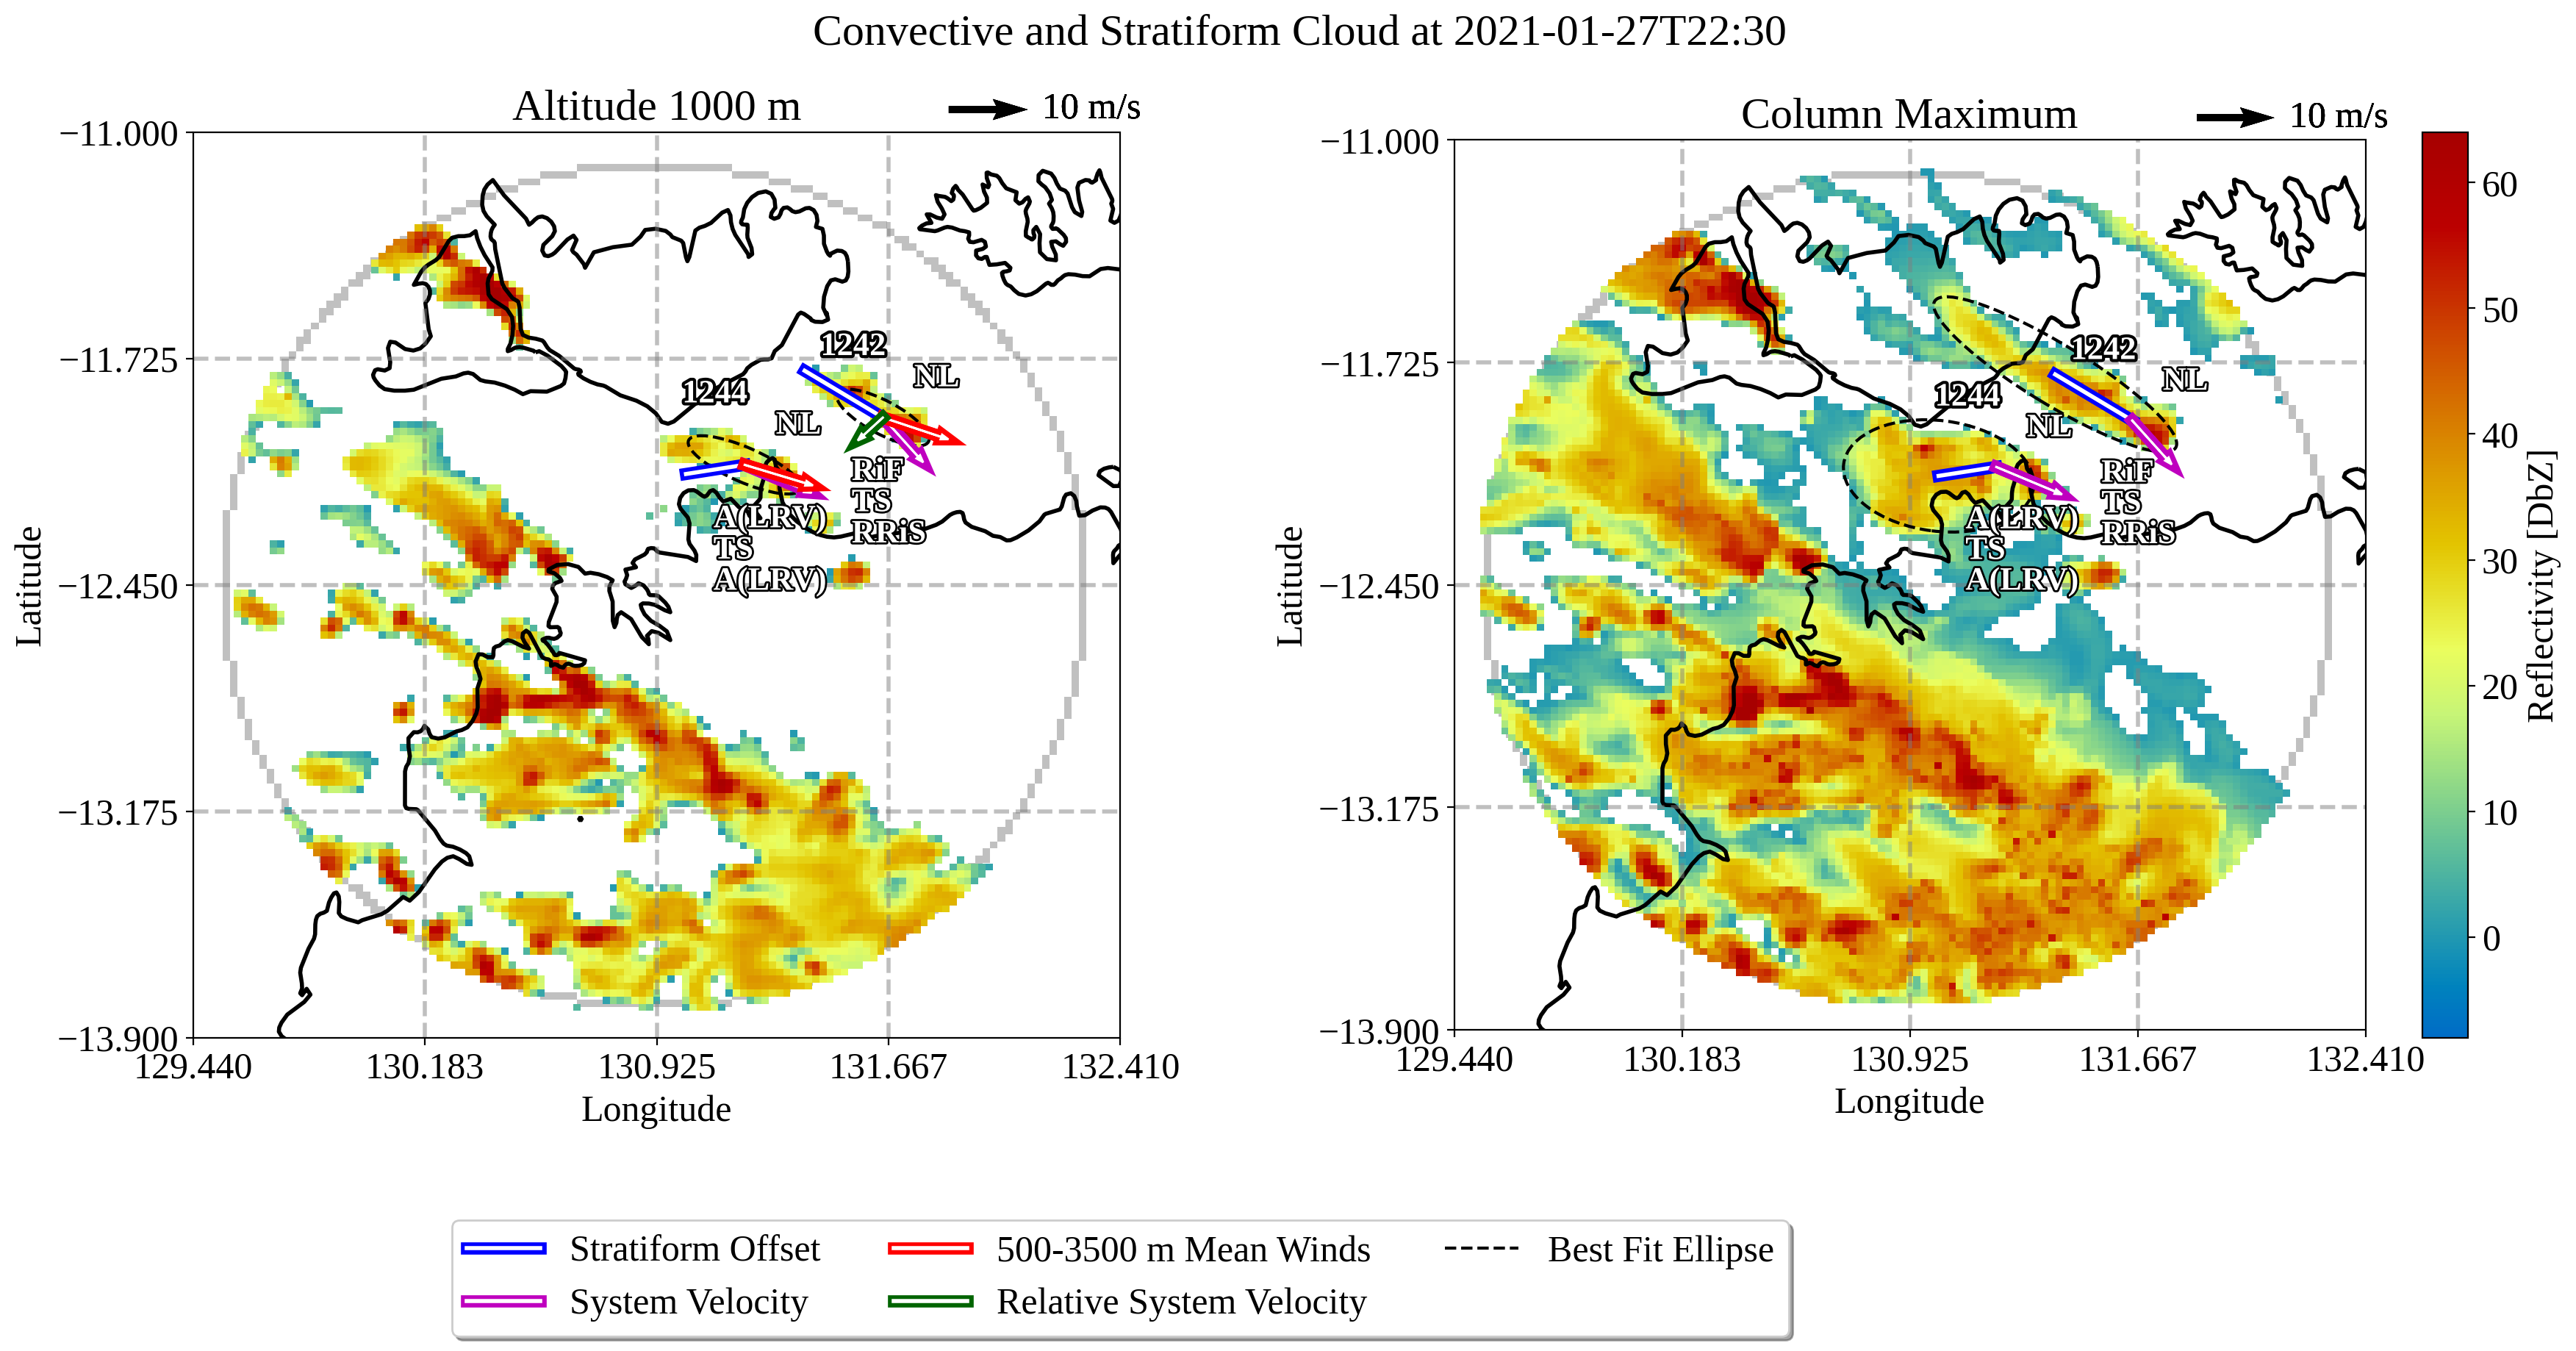 Convective and Stratiform Cloud at 2021-01-27T22:30
Altitude 1000 m
10 m/s
−11.000
−11.725
−12.450
−13.175
−13.900
Latitude
129.440
130.183
130.925
131.667
132.410
Longitude
1242
NL
1244
NL
RiF
TS
RRiS
A(LRV)
TS
A(LRV)
Column Maximum
10 m/s
−11.000
−11.725
−12.450
−13.175
−13.900
Latitude
129.440
130.183
130.925
131.667
132.410
Longitude
1242
NL
1244
NL
RiF
TS
RRiS
A(LRV)
TS
A(LRV)
60
50
40
30
20
10
0
Reflectivity [DbZ]
Stratiform Offset
System Velocity
500-3500 m Mean Winds
Relative System Velocity
Best Fit Ellipse